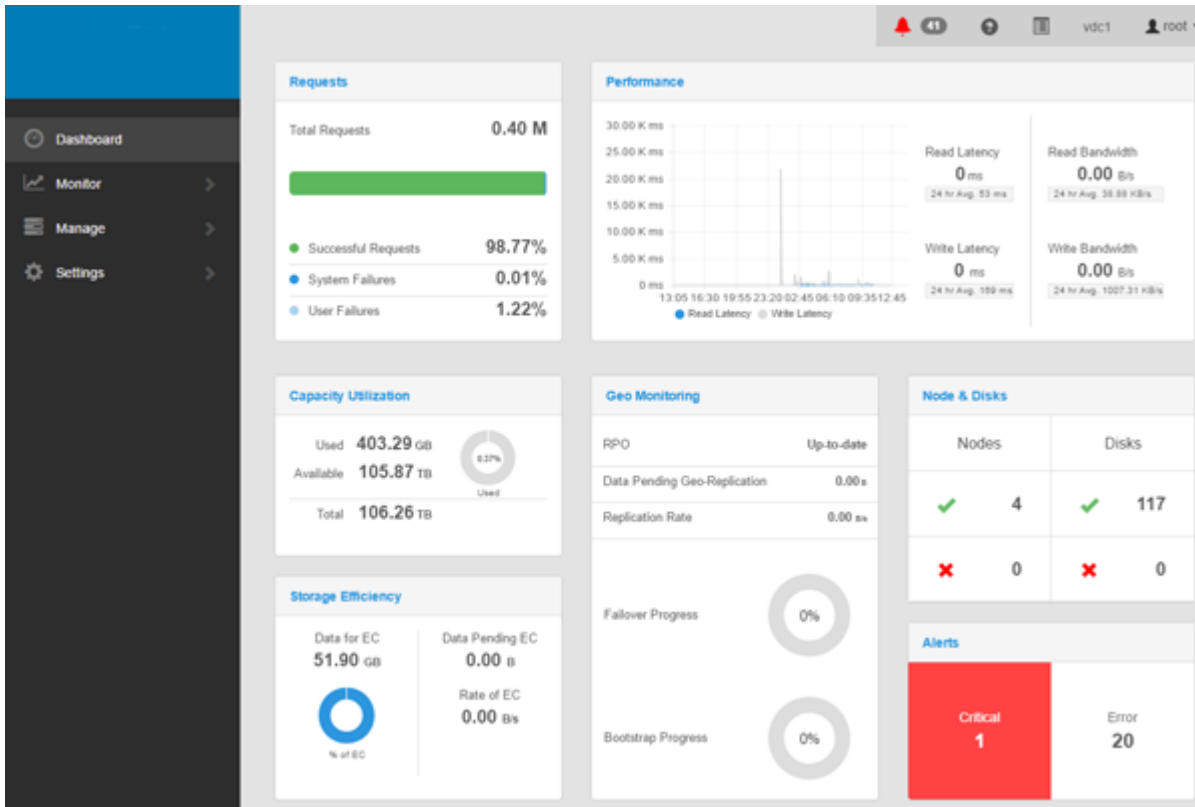 41
vdc1
root
Dashboard
Monitor
Manage
Settings
Requests
Total Requests 0.40 M
Successful Requests 98.77%
System Failures 0.01%
User Failures 1.22%
Performance
30.00 K ms
25.00 K ms
20.00 K ms
15.00 K ms
10.00 K ms
5.00 K ms
0 ms
13:05 16:30 19:55 23:20 02:45 06:10 09:35 12:45
Read Latency Write Latency
Read Latency
0 ms
24 hr Avg. 53 ms
Read Bandwidth
0.00 B/s
24 hr Avg. 38.88 KB/s
Write Latency
0 ms
24 hr Avg. 169 ms
Write Bandwidth
0.00 B/s
24 hr Avg. 1007.31 KB/s
Capacity Utilization
Used 403.29 GB
Available 105.87 TB
Total 106.26 TB
0.37%
Used
Geo Monitoring
RPO Up-to-date
Data Pending Geo-Replication 0.00 B
Replication Rate 0.00 B/s
Failover Progress 0%
Bootstrap Progress 0%
Node & Disks
Nodes Disks
4 117
0 0
Storage Efficiency
Data for EC
51.90 GB
% of EC
Data Pending EC
0.00 B
Rate of EC
0.00 B/s
Alerts
Critical
1
Error
20